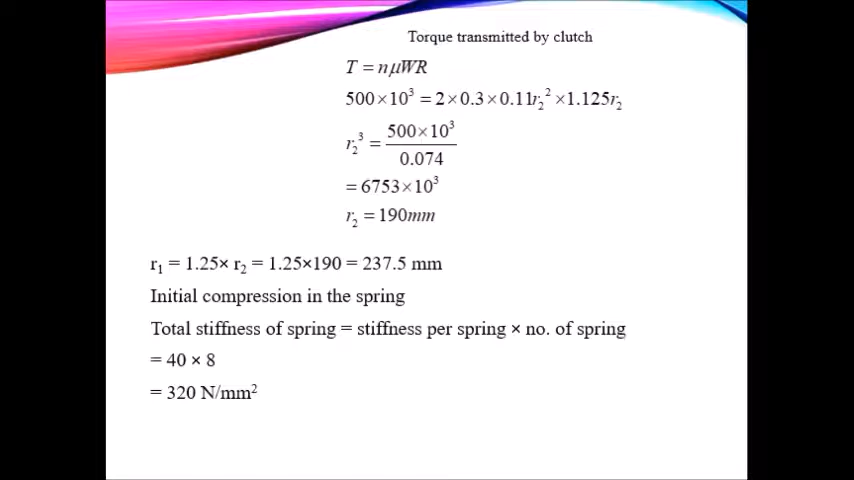 Torque transmitted by clutch
T = nμWR
500×10³ = 2×0.3×0.11r₂²×1.125r₂
r₂³ = 500×10³ / 0.074
= 6753×10³
r₂ = 190mm
r₁ = 1.25× r₂ = 1.25×190 = 237.5 mm
Initial compression in the spring
Total stiffness of spring = stiffness per spring × no. of spring
= 40 × 8
= 320 N/mm²